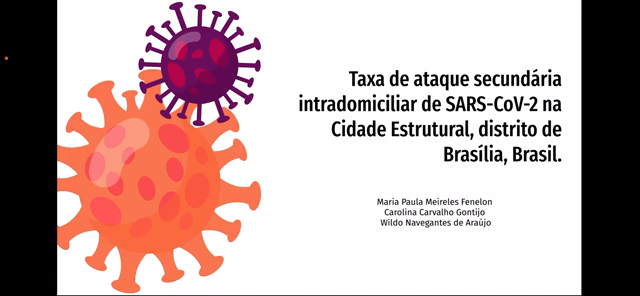 Taxa de ataque secundária
intradomiciliar de SARS-CoV-2 na
Cidade Estrutural, distrito de
Brasília, Brasil.
Maria Paula Meireles Fenelon
Carolina Carvalho Gontijo
Wildo Navegantes de Araújo